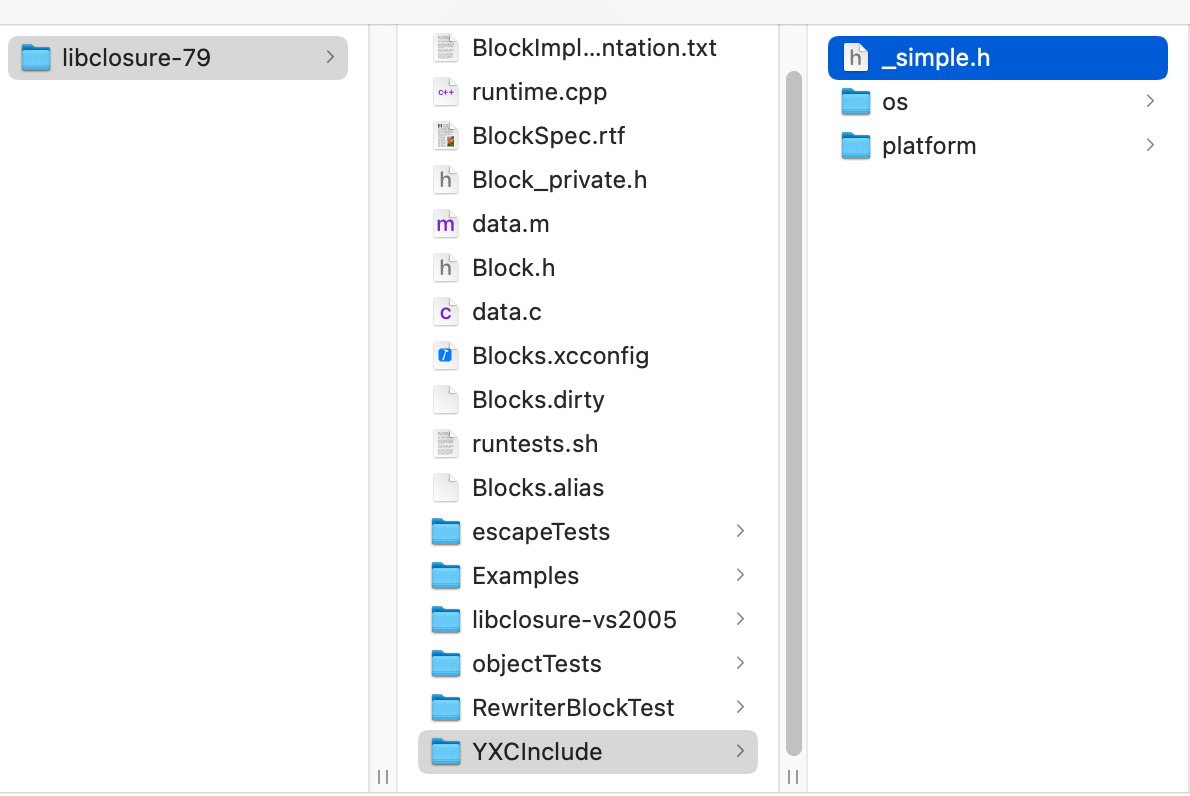 libclosure-79
BlockImpl...ntation.txt
runtime.cpp
BlockSpec.rtf
Block_private.h
data.m
Block.h
data.c
Blocks.xcconfig
Blocks.dirty
runtests.sh
Blocks.alias
escapeTests
Examples
libclosure-vs2005
objectTests
RewriterBlockTest
YXCInclude
_simple.h
os
platform